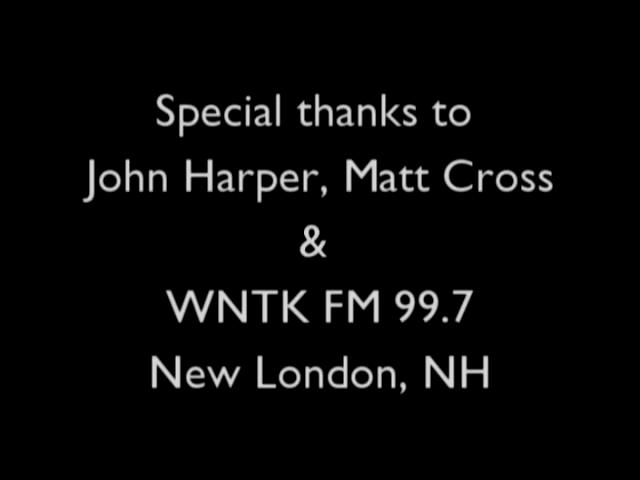 Special thanks to
John Harper, Matt Cross
&
WNTK FM 99.7
New London, NH